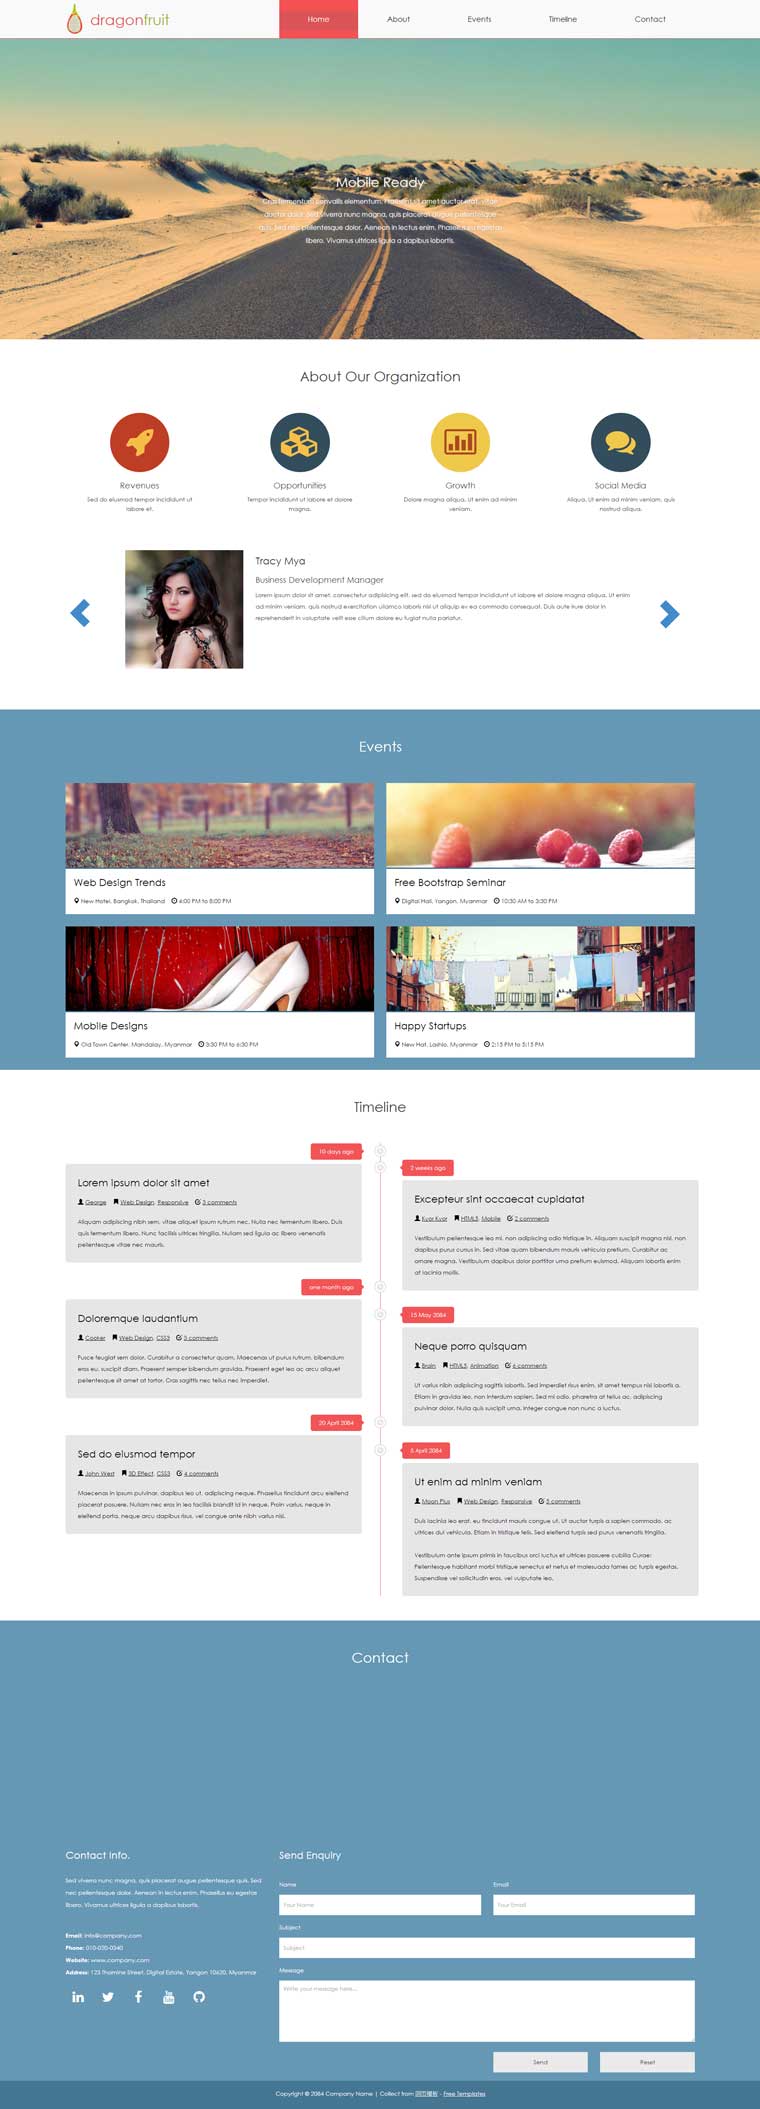 dragonfruit
Home
About
Events
Timeline
Contact
Mobile Ready
Cras fermentum convallis elementum. Praesent sit amet auctor erat, vitae
auctor dolor. Sed viverra nunc magna, quis placerat augue pellentesque
quis. Sed nec pellentesque dolor. Aenean in lectus enim. Phasellus eu egestas
libero. Vivamus ultrices ligula a dapibus lobortis.
About Our Organization
Revenues
Sed do eiusmod tempor incididunt ut
labore et.
Opportunities
Tempor incididunt ut labore et dolore
magna.
Growth
Dolore magna aliqua. Ut enim ad minim
veniam.
Social Media
Aliqua. Ut enim ad minim veniam, quis
nostrud aliqua.
Tracy Mya
Business Development Manager
Lorem ipsum dolor sit amet, consectetur adipisicing elit, sed do eiusmod tempor incididunt ut labore et dolore magna aliqua. Ut enim
ad minim veniam, quis nostrud exercitation ullamco laboris nisi ut aliquip ex ea commodo consequat. Duis aute irure dolor in
reprehenderit in voluptate velit esse cillum dolore eu fugiat nulla pariatur.
Events
Web Design Trends
New Hotel, Bangkok, Thailand 6:00 PM to 8:00 PM
Free Bootstrap Seminar
Digital Hall, Yangon, Myanmar 10:30 AM to 3:30 PM
Mobile Designs
Old Town Center, Mandalay, Myanmar 3:30 PM to 6:30 PM
Happy Startups
New Hat, Lashio, Myanmar 2:15 PM to 5:15 PM
Timeline
10 days ago
Lorem ipsum dolor sit amet
George Web Design, Responsive 3 comments
Aliquam adipiscing nibh sem, vitae aliquet ipsum rutrum nec. Nulla nec fermentum libero. Duis
quis fermentum libero. Nunc facilisis ultrices fringilla. Nullam sed ligula ac libero venenatis
pellentesque vitae nec mauris.
2 weeks ago
Excepteur sint occaecat cupidatat
Kyor Kyor HTML5, Mobile 2 comments
Vestibulum pellentesque leo mi, non adipiscing odio tristique in. Aliquam suscipit magna nisl, non
dapibus purus cursus in. Sed vitae quam bibendum mauris vehicula pretium. Curabitur ac
ornare magna. Vestibulum dapibus dolor porttitor urna pretium euismod. Aliquam lobortis enim
at lacinia mollis.
one month ago
Doloremque laudantium
Cooker Web Design, CSS3 5 comments
Fusce feugiat sem dolor. Curabitur a consectetur quam. Maecenas ut purus rutrum, bibendum
eros eu, suscipit diam. Praesent semper bibendum gravida. Praesent eget leo ac arcu aliquet
pellentesque sit amet at tortor. Cras sagittis nec tellus nec imperdiet.
15 May 2084
Neque porro quisquam
Brain HTML5, Animation 6 comments
Ut varius nibh adipiscing sagittis lobortis. Sed imperdiet risus enim, sit amet tempus nisl lobortis a.
Etiam in gravida leo, non interdum sapien. Sed mi odio, pharetra at tellus ac, adipiscing
pulvinar dolor. Nulla quis suscipit urna. Integer congue non nunc a luctus.
20 April 2084
Sed do eiusmod tempor
John West 3D Effect, CSS3 4 comments
Maecenas in ipsum pulvinar, dapibus leo ut, adipiscing neque. Phasellus tincidunt arcu eleifend
placerat posuere. Nullam nec eros in leo facilisis blandit id in neque. Proin varius, neque in
eleifend porta, neque arcu dapibus risus, vel congue ante nibh varius nisl.
5 April 2084
Ut enim ad minim veniam
Moon Plus Web Design, Responsive 5 comments
Duis lacinia leo erat, eu tincidunt mauris congue ut. Ut auctor turpis a sapien commodo, ac
ultrices dui vehicula. Etiam in tristique felis. Sed eleifend turpis sed purus venenatis fringilla.
Vestibulum ante ipsum primis in faucibus orci luctus et ultrices posuere cubilia Curae;
Pellentesque habitant morbi tristique senectus et netus et malesuada fames ac turpis egestas.
Suspendisse vel sollicitudin eros, vel vulputate leo.
Contact
Contact Info.
Sed viverra nunc magna, quis placerat augue pellentesque quis. Sed
nec pellentesque dolor. Aenean in lectus enim. Phasellus eu egestas
libero. Vivamus ultrices ligula a dapibus lobortis.
Email: info@company.com
Phone: 010-020-0340
Website: www.company.com
Address: 123 Thamine Street, Digital Estate, Yangon 10620, Myanmar
Send Enquiry
Name
Your Name
Email
Your Email
Subject
Subject
Message
Write your message here...
Send
Reset
Copyright © 2084 Company Name | Collect from 网页模板 - Free Templates